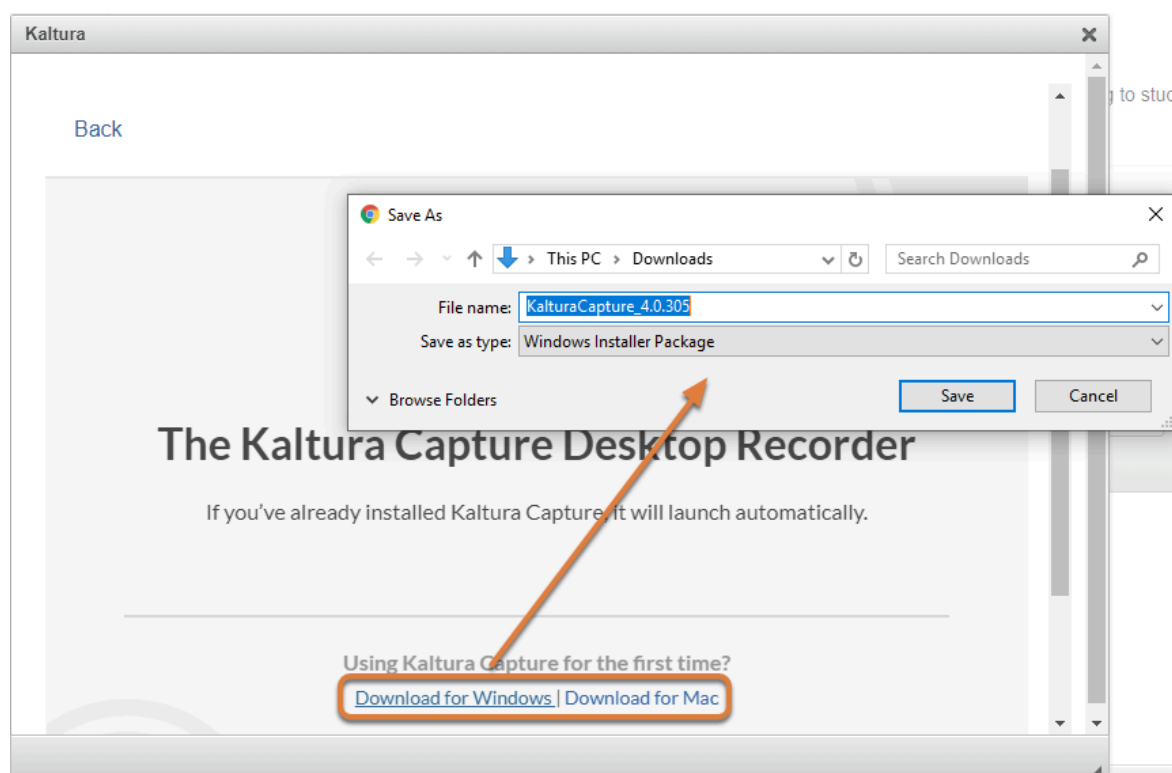 Kaltura
g to stud
Back
Save As
This PC > Downloads
Search Downloads
File name: KalturaCapture_4.0.305
Save as type: Windows Installer Package
Browse Folders
Save
Cancel
The Kaltura Capture Desktop Recorder
If you've already installed Kaltura Capture, it will launch automatically.
Using Kaltura Capture for the first time?
Download for Windows | Download for Mac